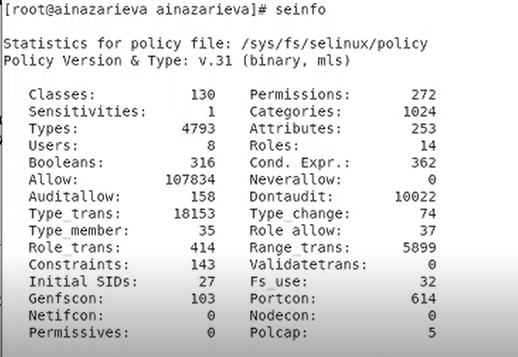 [root@ainazarieva ainazarieva]# seinfo
Statistics for policy file: /sys/fs/selinux/policy
Policy Version & Type: v.31 (binary, mls)
Classes: 130 Permissions: 272
Sensitivities: 1 Categories: 1024
Types: 4793 Attributes: 253
Users: 8 Roles: 14
Booleans: 316 Cond. Expr.: 362
Allow: 107834 Neverallow: 0
Auditallow: 158 Dontaudit: 10022
Type_trans: 18153 Type_change: 74
Type_member: 35 Role allow: 37
Role_trans: 414 Range_trans: 5899
Constraints: 143 Validatetrans: 0
Initial SIDs: 27 Fs_use: 32
Genfscon: 103 Portcon: 614
Netifcon: 0 Nodecon: 0
Permissives: 0 Polcap: 5